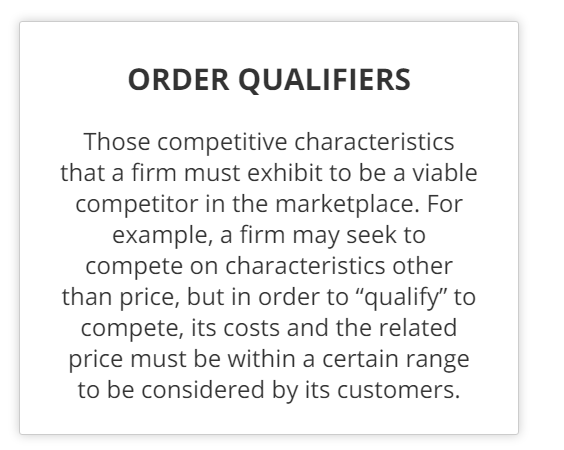 ORDER QUALIFIERS
Those competitive characteristics
that a firm must exhibit to be a viable
competitor in the marketplace. For
example, a firm may seek to
compete on characteristics other
than price, but in order to “qualify” to
compete, its costs and the related
price must be within a certain range
to be considered by its customers.